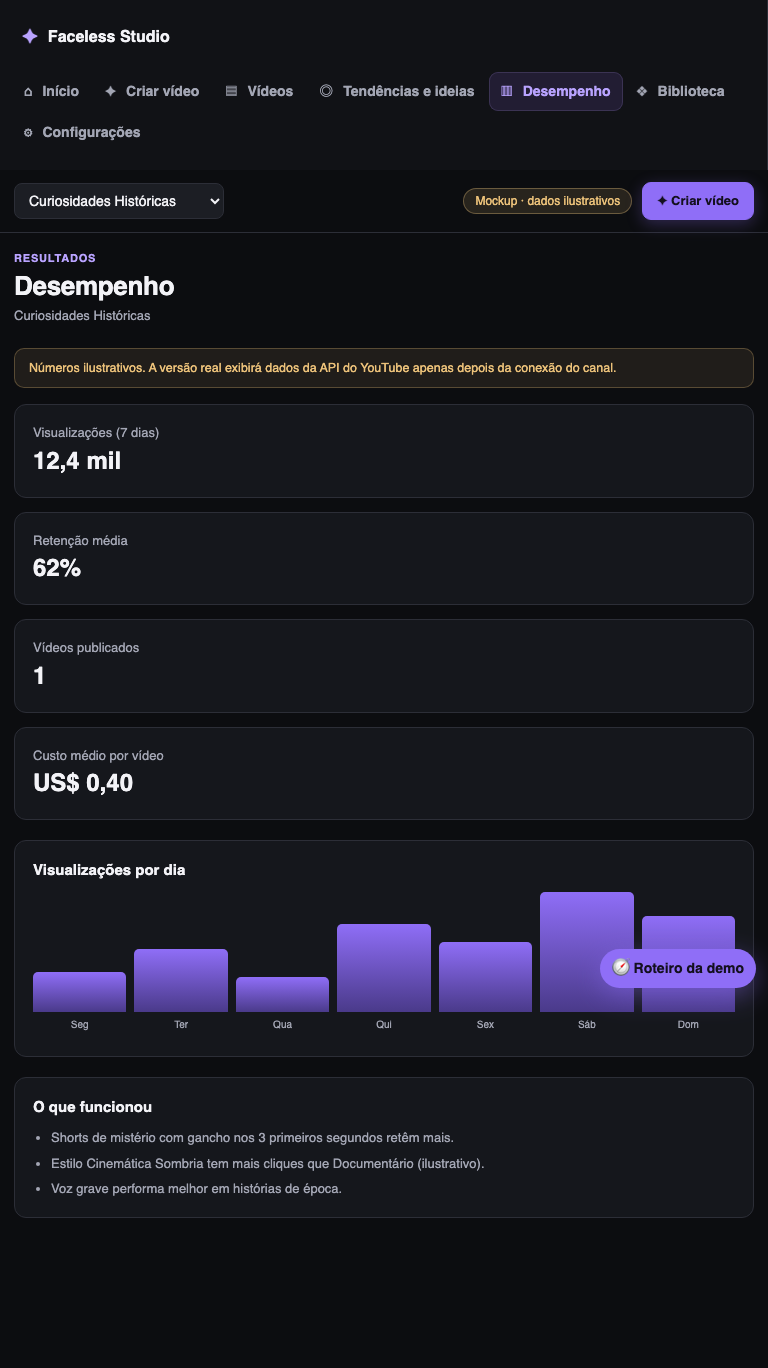 Faceless Studio
Início
Criar vídeo
Vídeos
Tendências e ideias
Desempenho
Biblioteca
Configurações
Curiosidades Históricas
Mockup · dados ilustrativos
✦ Criar vídeo
RESULTADOS
Desempenho
Curiosidades Históricas
Números ilustrativos. A versão real exibirá dados da API do YouTube apenas depois da conexão do canal.
Visualizações (7 dias)
12,4 mil
Retenção média
62%
Vídeos publicados
1
Custo médio por vídeo
US$ 0,40
Visualizações por dia
Roteiro da demo
Seg
Ter
Qua
Qui
Sex
Sáb
Dom
O que funcionou
• Shorts de mistério com gancho nos 3 primeiros segundos retêm mais.
• Estilo Cinemática Sombria tem mais cliques que Documentário (ilustrativo).
• Voz grave performa melhor em histórias de época.